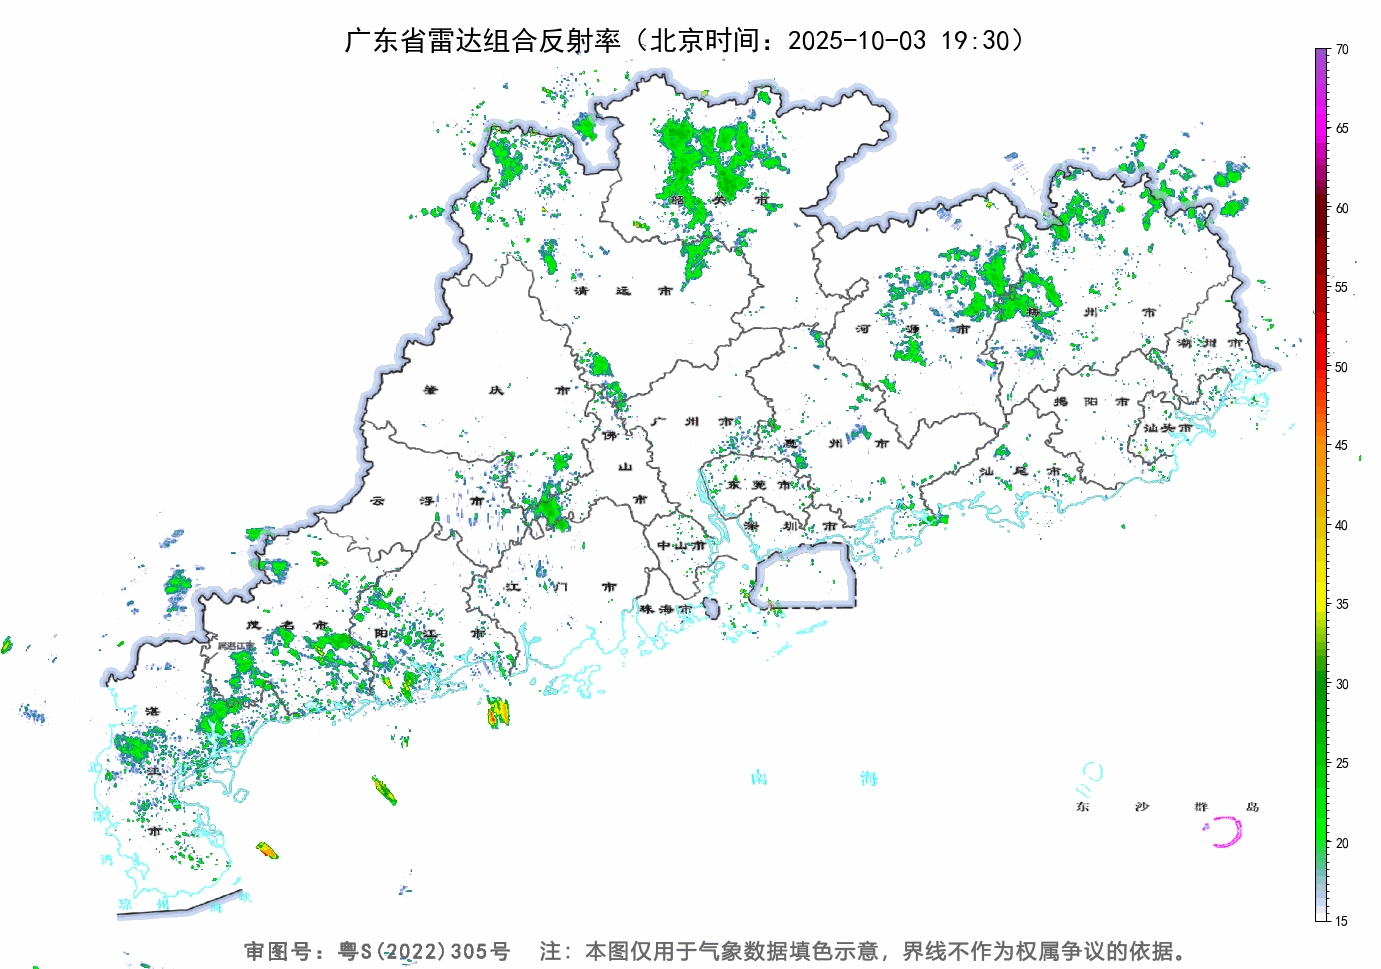 广东省雷达组合反射率（北京时间：2025-10-03 19:30）
70
65
60
55
50
45
40
35
30
25
20
15
韶关市
清远市
河源市
梅州市
潮州市
肇庆市
广州市
惠州市
揭阳市
汕头市
佛山市
云浮市
东莞市
汕尾市
深圳市
中山市
江门市
珠海市
茂名市
阳江市
属湛江市
湛江市
北部湾
南海
东沙群岛
琼州海峡
审图号：粤S(2022)305号 注：本图仅用于气象数据填色示意，界线不作为权属争议的依据。